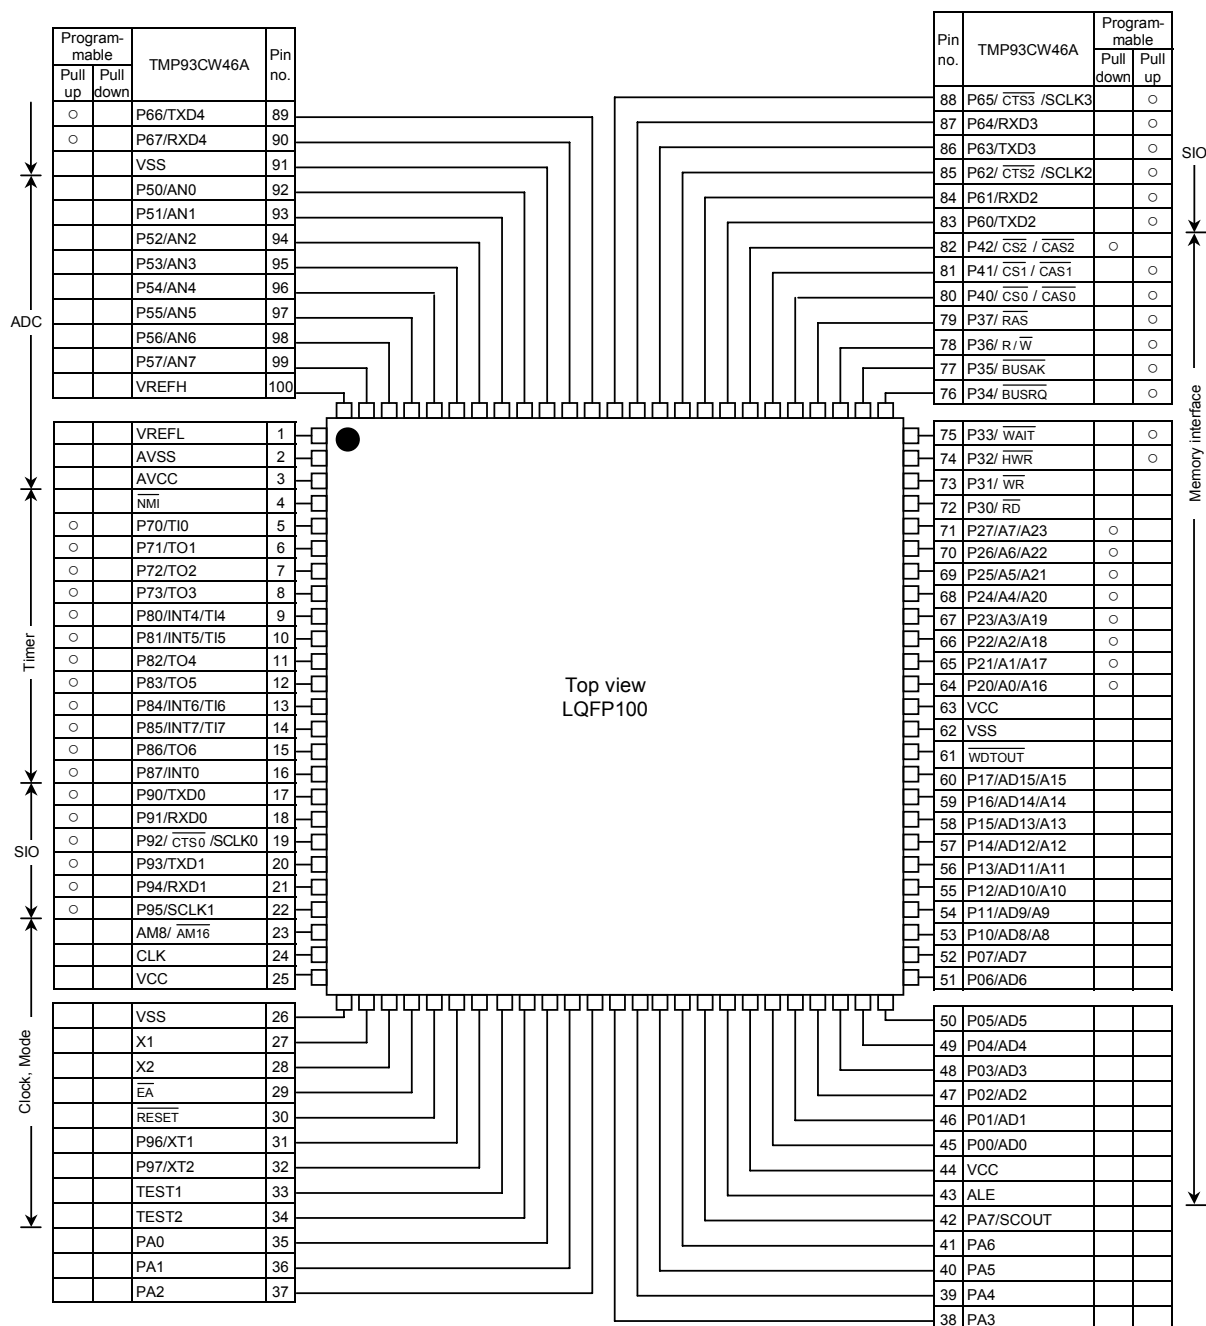 Program-
mable
Pull
up
Pull
down
TMP93CW46A
Pin
no.
○ P66/TXD4 89
○ P67/RXD4 90
VSS 91
P50/AN0 92
P51/AN1 93
P52/AN2 94
P53/AN3 95
P54/AN4 96
P55/AN5 97
P56/AN6 98
P57/AN7 99
VREFH 100
ADC
VREFL 1
AVSS 2
AVCC 3
NMI 4
○ P70/TI0 5
○ P71/TO1 6
○ P72/TO2 7
○ P73/TO3 8
○ P80/INT4/TI4 9
○ P81/INT5/TI5 10
○ P82/TO4 11
○ P83/TO5 12
○ P84/INT6/TI6 13
○ P85/INT7/TI7 14
○ P86/TO6 15
○ P87/INT0 16
Timer
○ P90/TXD0 17
○ P91/RXD0 18
○ P92/ CTS0 /SCLK0 19
○ P93/TXD1 20
○ P94/RXD1 21
○ P95/SCLK1 22
SIO
AM8/ AM16 23
CLK 24
VCC 25
VSS 26
X1 27
X2 28
EA 29
RESET 30
P96/XT1 31
P97/XT2 32
TEST1 33
TEST2 34
PA0 35
PA1 36
PA2 37
Clock, Mode
Top view
LQFP100
Pin
no.
TMP93CW46A
Program-
mable
Pull
down
Pull
up
88 P65/ CTS3 /SCLK3 ○
87 P64/RXD3 ○
86 P63/TXD3 ○
85 P62/ CTS2 /SCLK2 ○
84 P61/RXD2 ○
83 P60/TXD2 ○
SIO
82 P42/ CS2 / CAS2 ○
81 P41/ CS1 / CAS1 ○
80 P40/ CS0 / CAS0 ○
79 P37/ RAS ○
78 P36/ R/W ○
77 P35/ BUSAK ○
76 P34/ BUSRQ ○
75 P33/ WAIT ○
74 P32/ HWR ○
73 P31/ WR
72 P30/ RD
71 P27/A7/A23 ○
70 P26/A6/A22 ○
69 P25/A5/A21 ○
68 P24/A4/A20 ○
67 P23/A3/A19 ○
66 P22/A2/A18 ○
65 P21/A1/A17 ○
64 P20/A0/A16 ○
63 VCC
62 VSS
61 WDTOUT
60 P17/AD15/A15
59 P16/AD14/A14
58 P15/AD13/A13
57 P14/AD12/A12
56 P13/AD11/A11
55 P12/AD10/A10
54 P11/AD9/A9
53 P10/AD8/A8
52 P07/AD7
51 P06/AD6
50 P05/AD5
49 P04/AD4
48 P03/AD3
47 P02/AD2
46 P01/AD1
45 P00/AD0
44 VCC
43 ALE
42 PA7/SCOUT
41 PA6
40 PA5
39 PA4
38 PA3
Memory interface